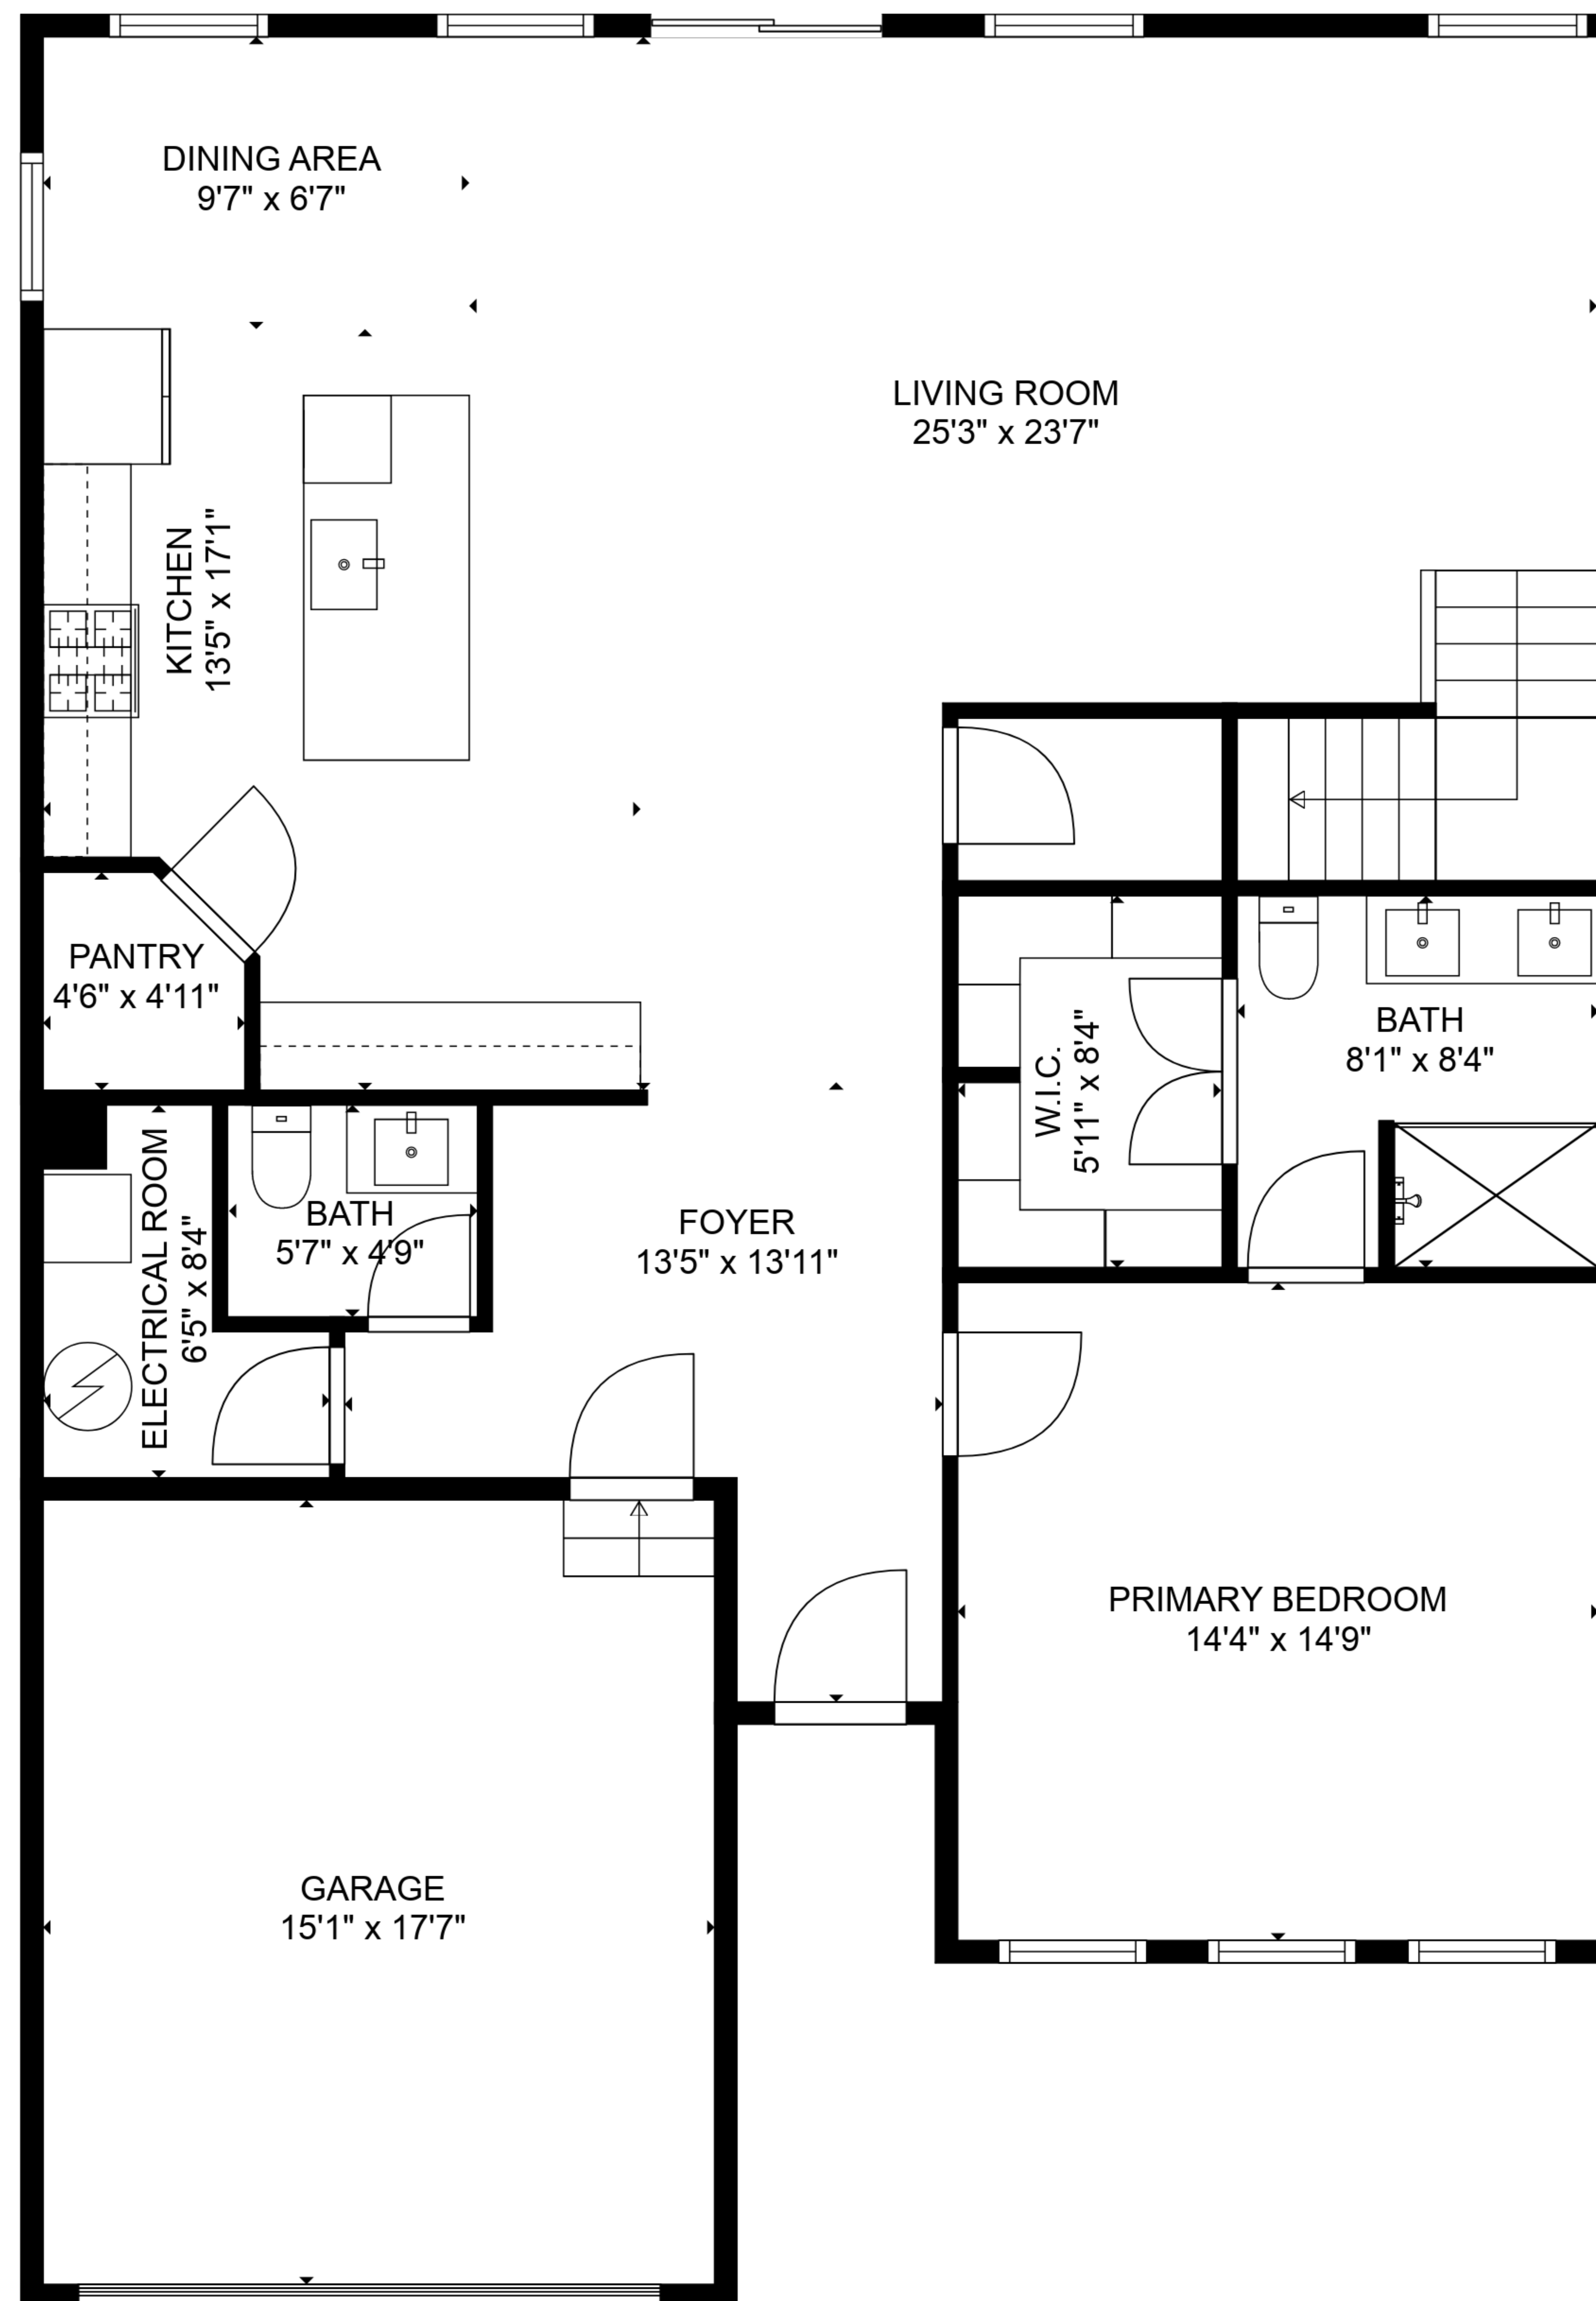 DINING AREA
9'7" x 6'7"
LIVING ROOM
25'3" x 23'7"
KITCHEN
13'5" x 17'1"
PANTRY
4'6" x 4'11"
W.I.C.
5'11" x 8'4"
BATH
8'1" x 8'4"
ELECTRICAL ROOM
6'5" x 8'4"
BATH
5'7" x 4'9"
FOYER
13'5" x 13'11"
PRIMARY BEDROOM
14'4" x 14'9"
GARAGE
15'1" x 17'7"